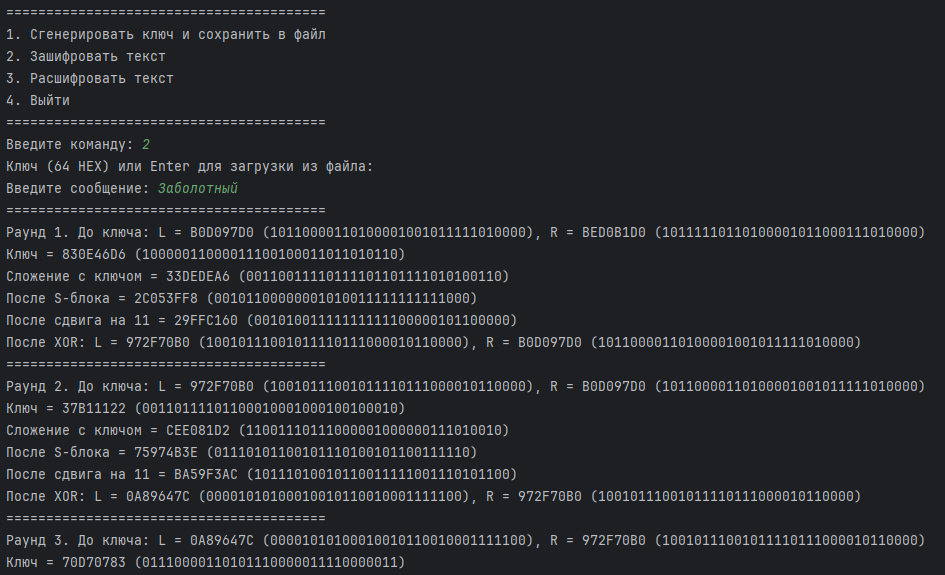 ========================================
1. Сгенерировать ключ и сохранить в файл
2. Зашифровать текст
3. Расшифровать текст
4. Выйти
========================================
Введите команду: 2
Ключ (64 HEX) или Enter для загрузки из файла:
Введите сообщение: Заболотный
========================================
Раунд 1. До ключа: L = B0D097D0 (10110000110100001001011111010000), R = BED0B1D0 (10111110110100001011000111010000)
Ключ = 830E46D6 (10000011000011100100011011010110)
Сложение с ключом = 33DEDEA6 (00110011110111101101111010100110)
После S-блока = 2C053FF8 (00101100000001010011111111111000)
После сдвига на 11 = 29FFC160 (00101001111111111100000101100000)
После XOR: L = 972F70B0 (10010111001011110111000010110000), R = B0D097D0 (10110000110100001001011111010000)
========================================
Раунд 2. До ключа: L = 972F70B0 (10010111001011110111000010110000), R = B0D097D0 (10110000110100001001011111010000)
Ключ = 37B11122 (00110111101100010001000100100010)
Сложение с ключом = CEE081D2 (11001110111000001000000111010010)
После S-блока = 75974B3E (01110101100101110100101100111110)
После сдвига на 11 = BA59F3AC (10111010010110011111001110101100)
После XOR: L = 0A89647C (00001010100010010110010001111100), R = 972F70B0 (10010111001011110111000010110000)
========================================
Раунд 3. До ключа: L = 0A89647C (00001010100010010110010001111100), R = 972F70B0 (10010111001011110111000010110000)
Ключ = 70D70783 (01110000110101110000011110000011)